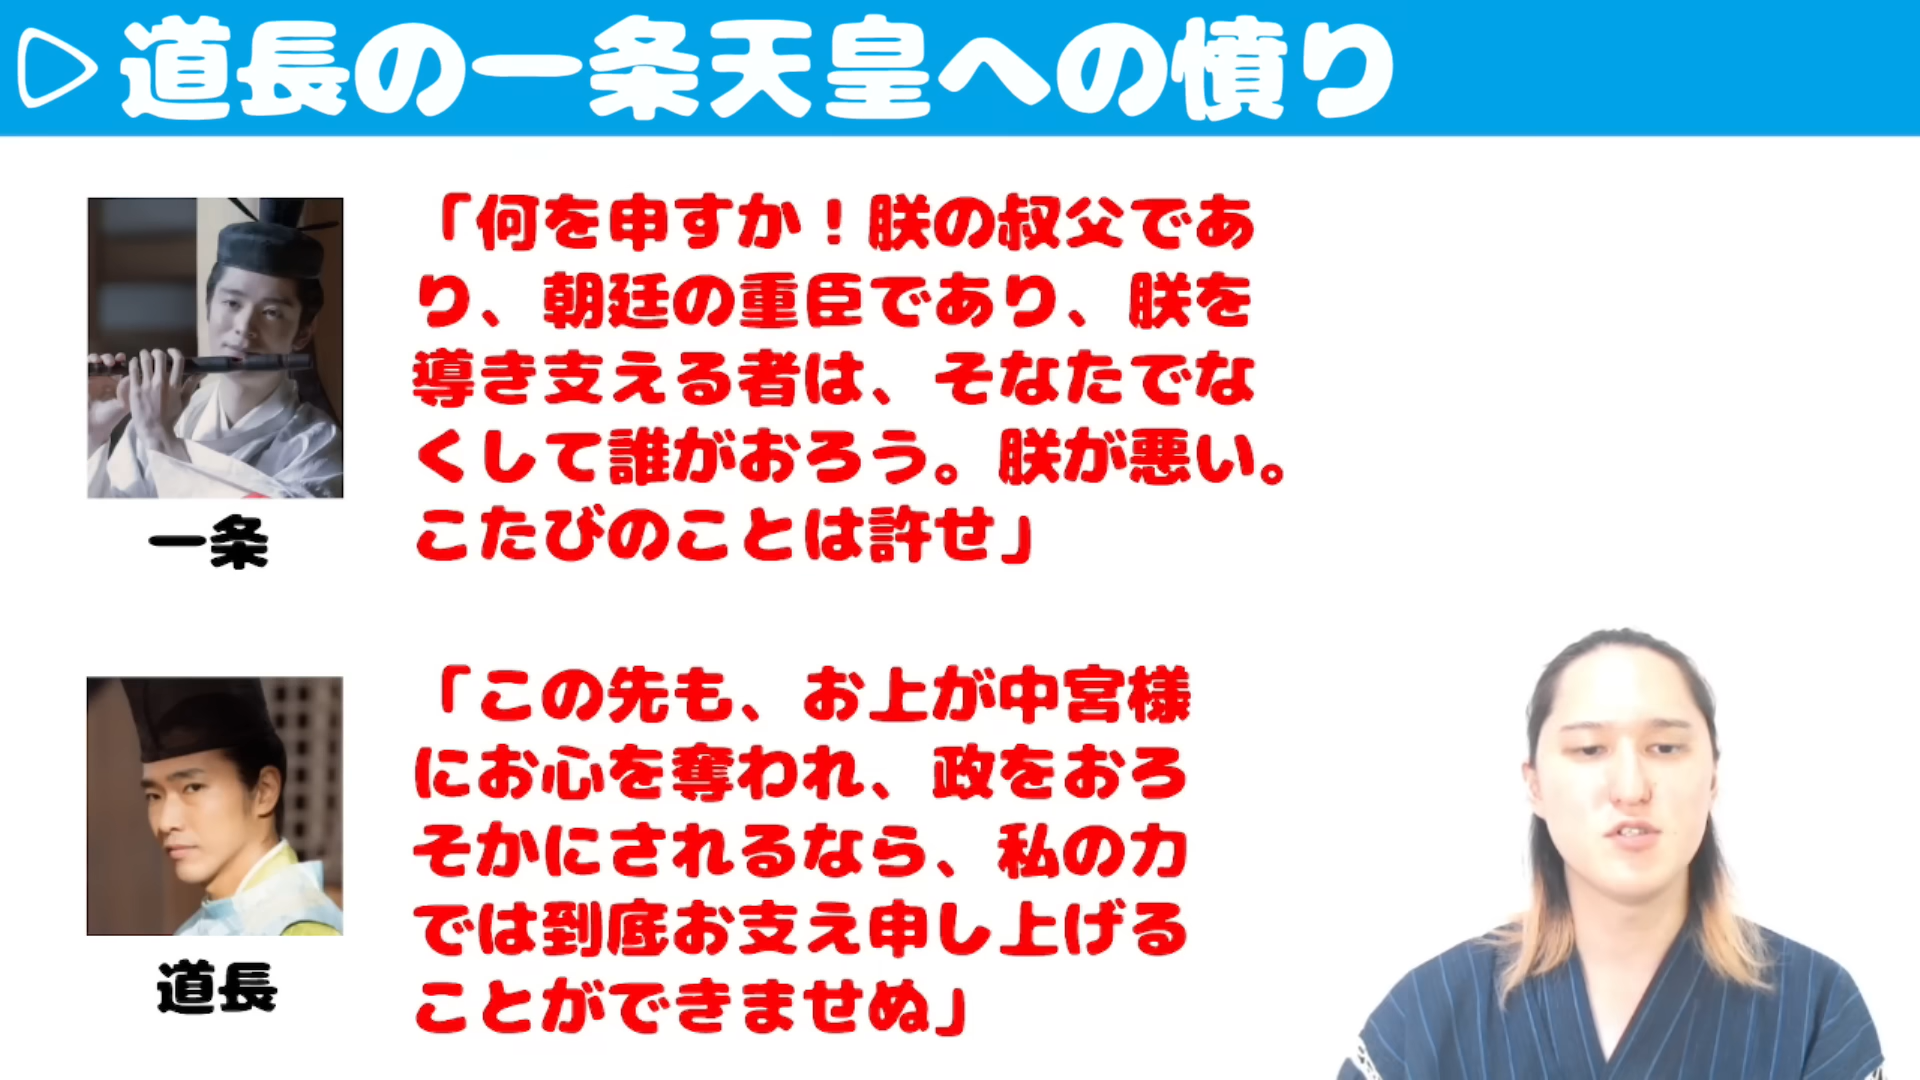 道長の一条天皇への憤り
「何を申すか!朕の叔父であ
り、朝廷の重臣であり、朕を
導き支える者は、そなたでな
くして誰がおろう。朕が悪い。
こたびのことは許せ」
一条
「この先も、お上が中宮様
にお心を奪われ、政をおろ
そかにされるなら、私の力
では到底お支え申し上げる
ことができませぬ」
道長